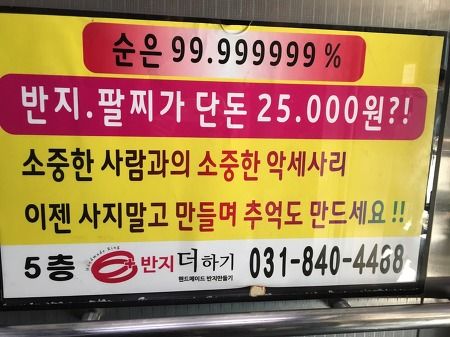 순은 99.999999 %
반지.팔찌가 단돈 25.000원?!
소중한 사람과의 소중한 악세사리
이젠 사지말고 만들며 추억도 만드세요 !!
5층 반지더하기 031-840-4468
핸드메이드 반지만들기